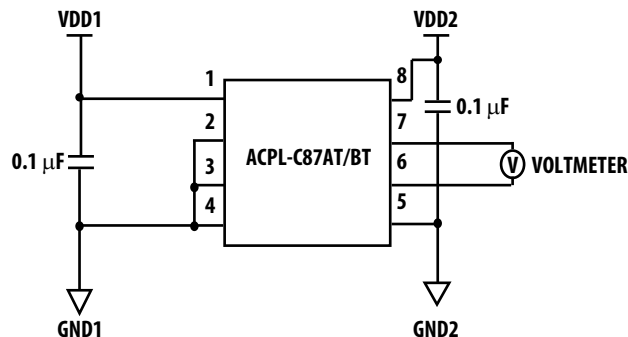 VDD1
VDD2
1
8
2
7
0.1 μF
ACPL-C87AT/BT
0.1 μF
3
6
V VOLTMETER
4
5
GND1
GND2